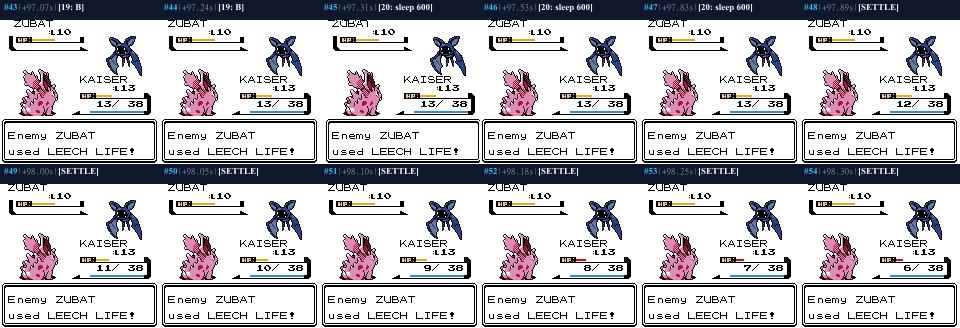 #43|+97.07s| [19: B]
ZUBAT
:L10
HP:
KAISER
:L13
HP:
13/ 38
Enemy ZUBAT
used LEECH LIFE!
#44|+97.24s| [19: B]
ZUBAT
:L10
HP:
KAISER
:L13
HP:
13/ 38
Enemy ZUBAT
used LEECH LIFE!
#45|+97.31s| [20: sleep 600]
ZUBAT
:L10
HP:
KAISER
:L13
HP:
13/ 38
Enemy ZUBAT
used LEECH LIFE!
#46|+97.53s| [20: sleep 600]
ZUBAT
:L10
HP:
KAISER
:L13
HP:
13/ 38
Enemy ZUBAT
used LEECH LIFE!
#47|+97.83s| [20: sleep 600]
ZUBAT
:L10
HP:
KAISER
:L13
HP:
13/ 38
Enemy ZUBAT
used LEECH LIFE!
#48|+97.89s| [SETTLE]
ZUBAT
:L10
HP:
KAISER
:L13
HP:
12/ 38
Enemy ZUBAT
used LEECH LIFE!
#49|+98.00s| [SETTLE]
ZUBAT
:L10
HP:
KAISER
:L13
HP:
11/ 38
Enemy ZUBAT
used LEECH LIFE!
#50|+98.05s| [SETTLE]
ZUBAT
:L10
HP:
KAISER
:L13
HP:
10/ 38
Enemy ZUBAT
used LEECH LIFE!
#51|+98.10s| [SETTLE]
ZUBAT
:L10
HP:
KAISER
:L13
HP:
9/ 38
Enemy ZUBAT
used LEECH LIFE!
#52|+98.18s| [SETTLE]
ZUBAT
:L10
HP:
KAISER
:L13
HP:
8/ 38
Enemy ZUBAT
used LEECH LIFE!
#53|+98.25s| [SETTLE]
ZUBAT
:L10
HP:
KAISER
:L13
HP:
7/ 38
Enemy ZUBAT
used LEECH LIFE!
#54|+98.30s| [SETTLE]
ZUBAT
:L10
HP:
KAISER
:L13
HP:
6/ 38
Enemy ZUBAT
used LEECH LIFE!